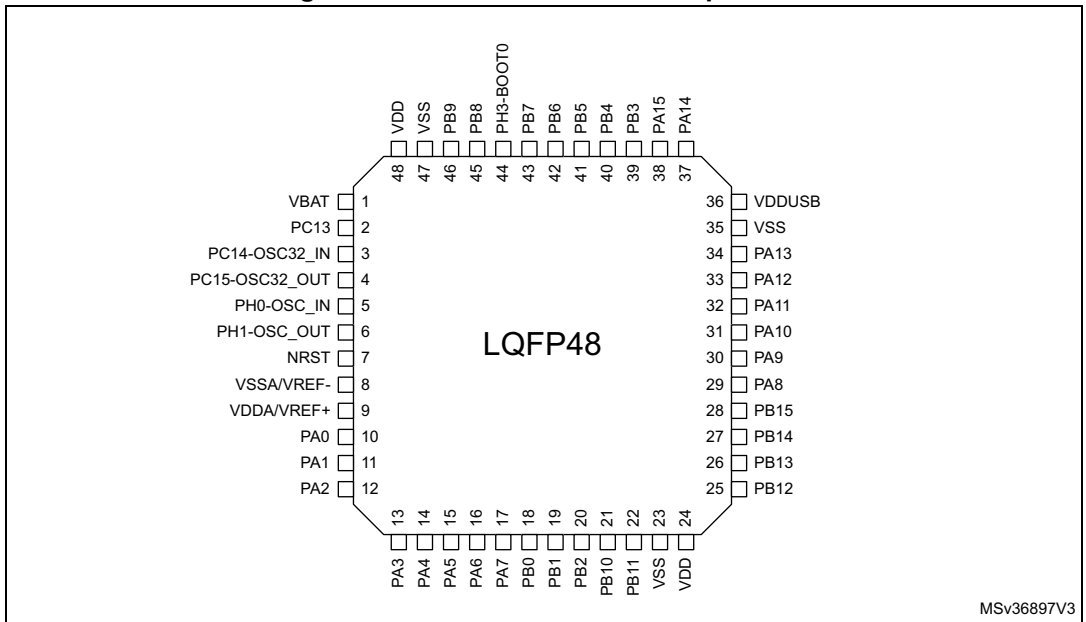 VDD
VSS
PB9
PB8
PH3-BOOT0
PB7
PB6
PB5
PB4
PB3
PA15
PA14
48
47
46
45
44
43
42
41
40
39
38
37
VBAT 1
PC13 2
PC14-OSC32_IN 3
PC15-OSC32_OUT 4
PH0-OSC_IN 5
PH1-OSC_OUT 6
NRST 7
VSSA/VREF- 8
VDDA/VREF+ 9
PA0 10
PA1 11
PA2 12
LQFP48
36 VDDUSB
35 VSS
34 PA13
33 PA12
32 PA11
31 PA10
30 PA9
29 PA8
28 PB15
27 PB14
26 PB13
25 PB12
13
14
15
16
17
18
19
20
21
22
23
24
PA3
PA4
PA5
PA6
PA7
PB0
PB1
PB2
PB10
PB11
VSS
VDD
MSv36897V3